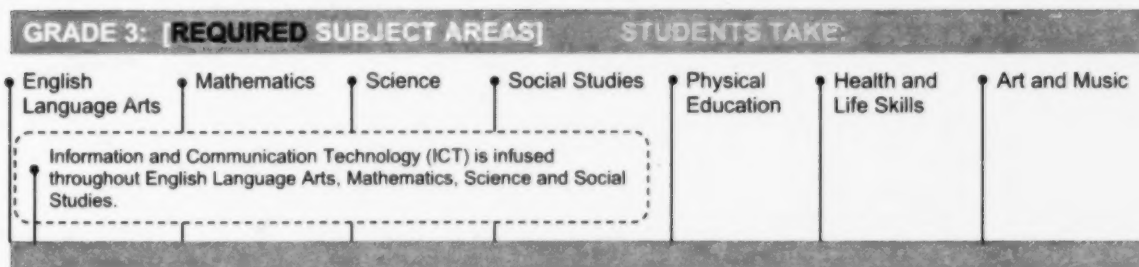 GRADE 3: [REQUIRED SUBJECT AREAS] STUDENTS TAKE:
English
Language Arts
Mathematics
Science
Social Studies
Physical
Education
Health and
Life Skills
Art and Music
Information and Communication Technology (ICT) is infused
throughout English Language Arts, Mathematics, Science and Social
Studies.